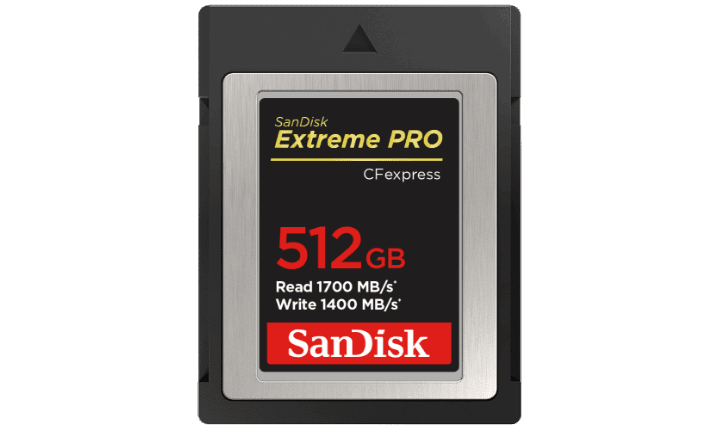 SanDisk
Extreme PRO
CFexpress
512GB
Read 1700 MB/s*
Write 1400 MB/s*
SanDisk